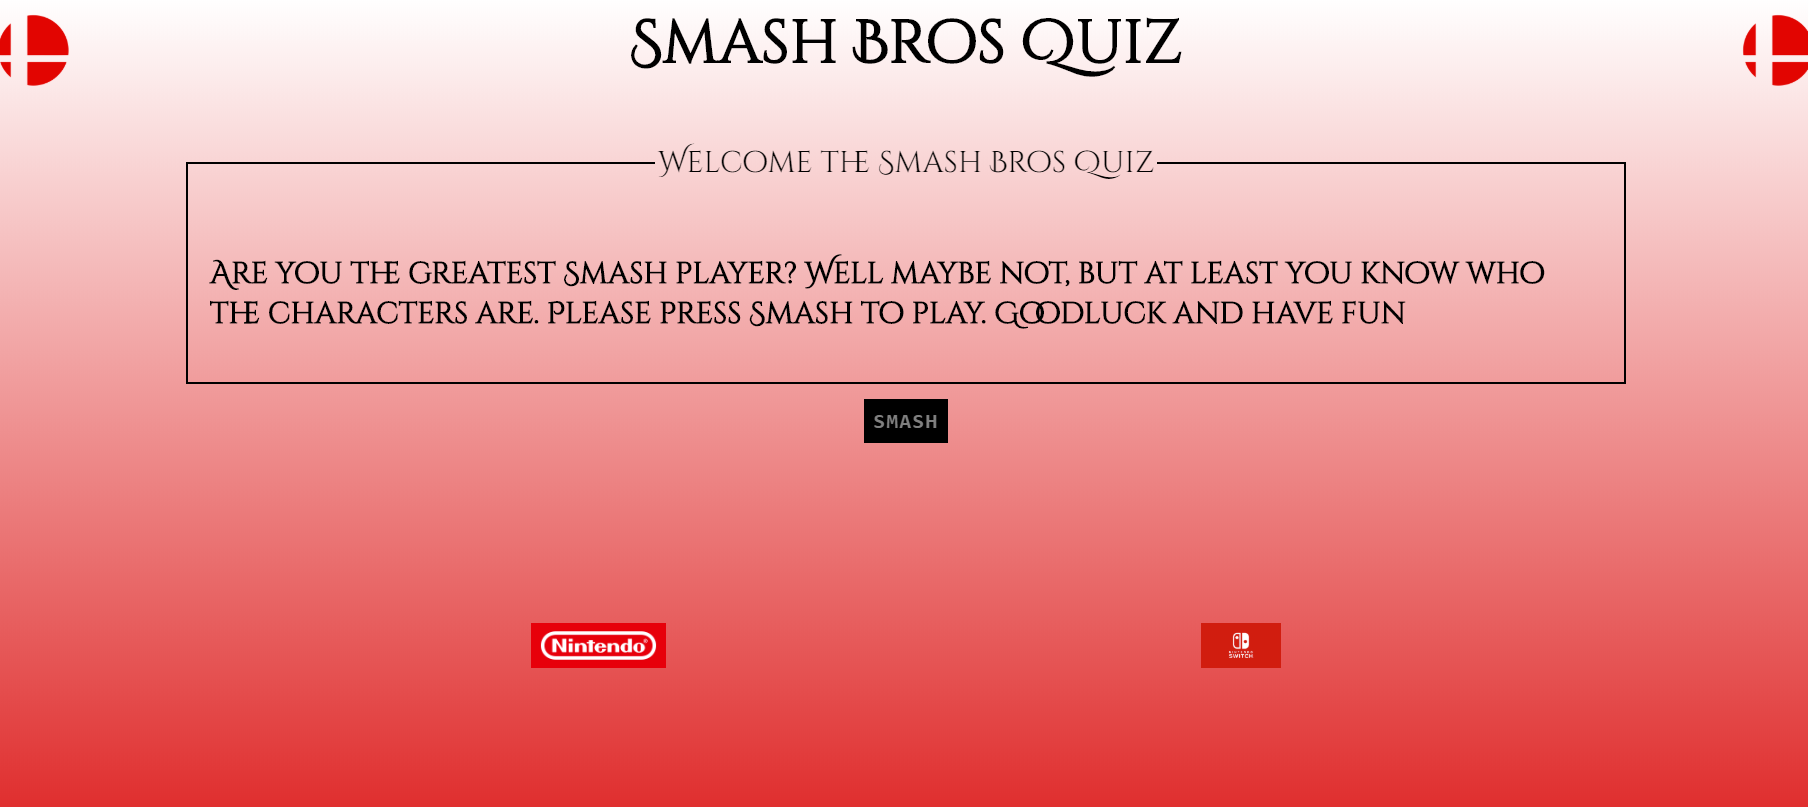 Smash Bros Quiz
Welcome the Smash Bros Quiz
Are you the greatest Smash player? Well maybe not, but at least you know who
the characters are. Please press Smash to play. Goodluck and have fun
SMASH
Nintendo®
NINTENDO
SWITCH